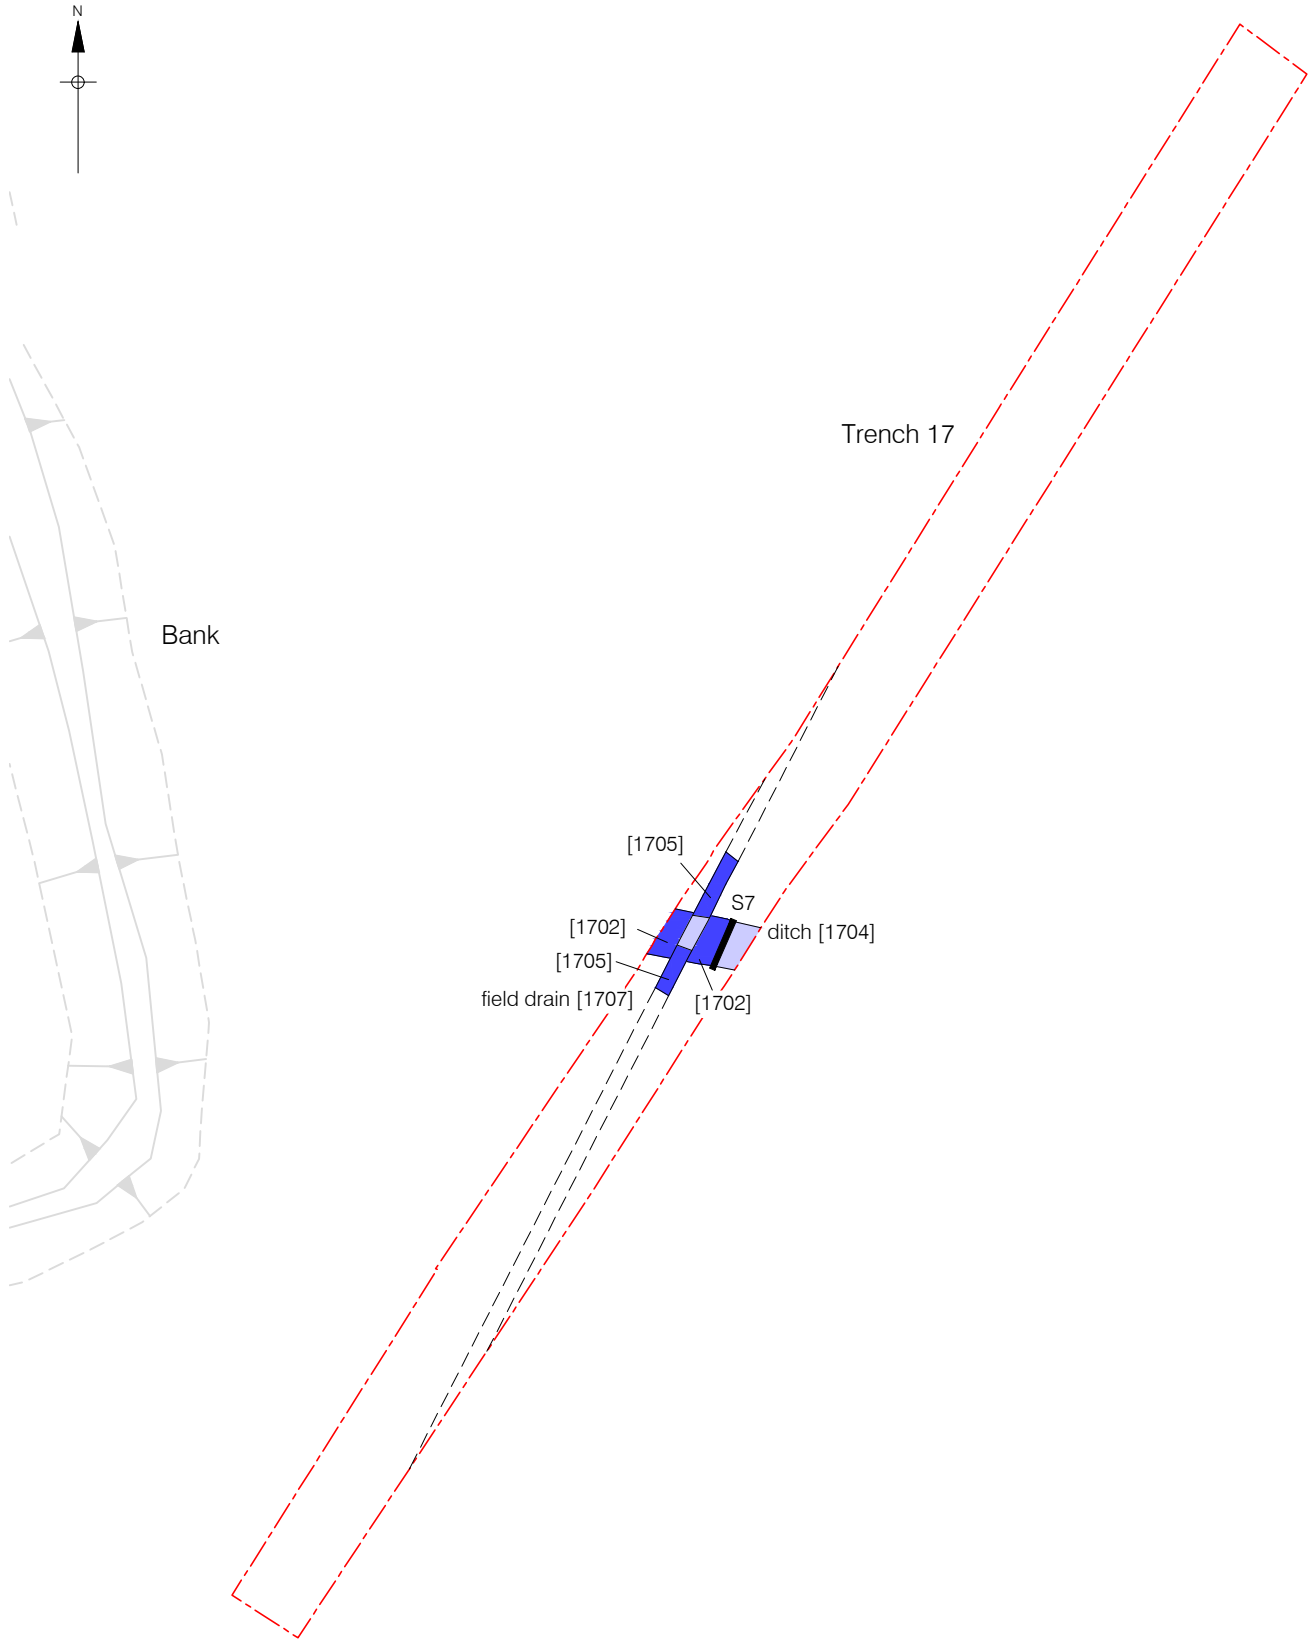 N
Trench 17
Bank
[1705]
S7
[1702]
ditch [1704]
[1705]
field drain [1707]
[1702]